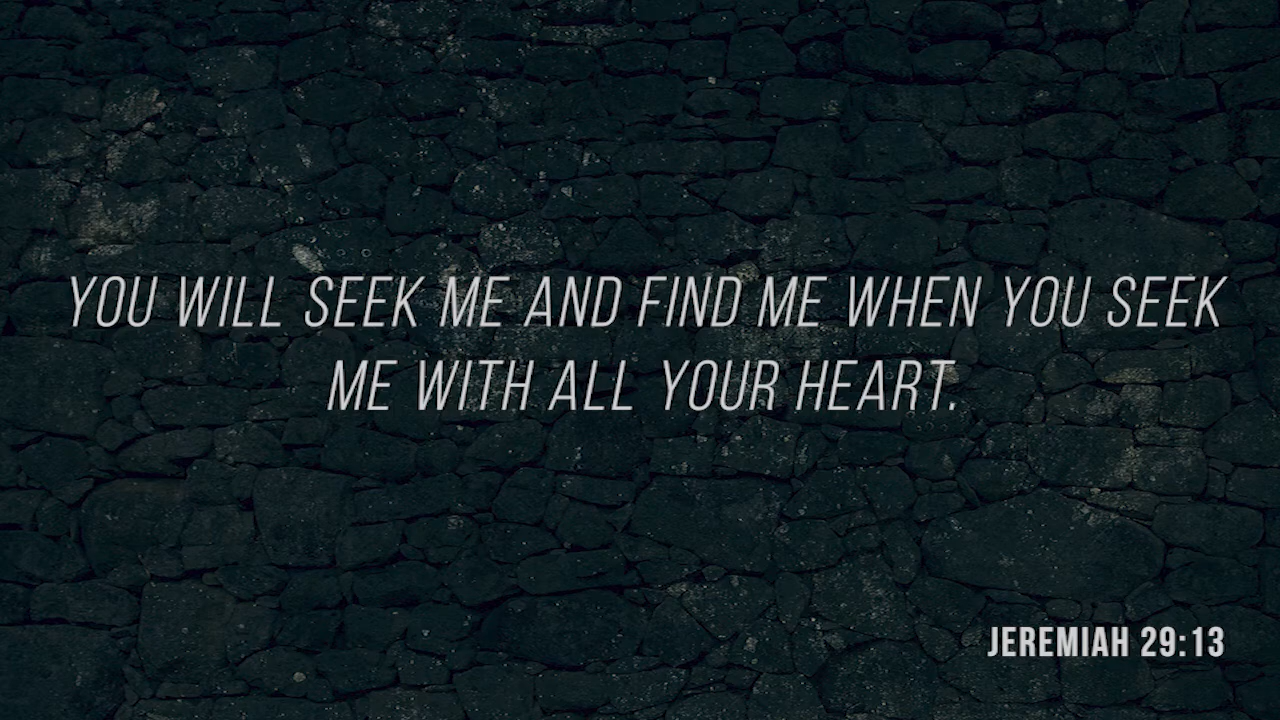 YOU WILL SEEK ME AND FIND ME WHEN YOU SEEK
ME WITH ALL YOUR HEART.
JEREMIAH 29:13